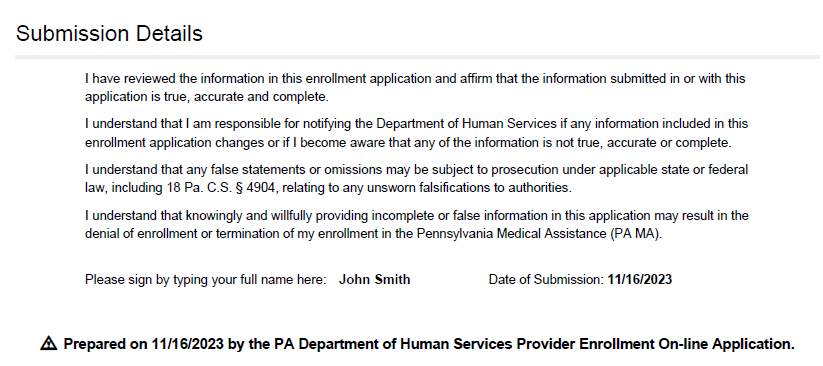 Submission Details
I have reviewed the information in this enrollment application and affirm that the information submitted in or with this
application is true, accurate and complete.
I understand that I am responsible for notifying the Department of Human Services if any information included in this
enrollment application changes or if I become aware that any of the information is not true, accurate or complete.
I understand that any false statements or omissions may be subject to prosecution under applicable state or federal
law, including 18 Pa. C.S. § 4904, relating to any unsworn falsifications to authorities.
I understand that knowingly and willfully providing incomplete or false information in this application may result in the
denial of enrollment or termination of my enrollment in the Pennsylvania Medical Assistance (PA MA).
Please sign by typing your full name here: John Smith Date of Submission: 11/16/2023
⚠ Prepared on 11/16/2023 by the PA Department of Human Services Provider Enrollment On-line Application.